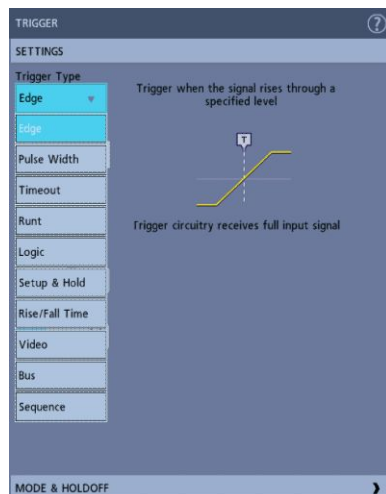 TRIGGER
?
SETTINGS
Trigger Type
Edge
Trigger when the signal rises through a
specified level
Edge
T
Pulse Width
Timeout
Runt
Trigger circuitry receives full input signal
Logic
Setup & Hold
Rise/Fall Time
Video
Bus
Sequence
MODE & HOLDOFF